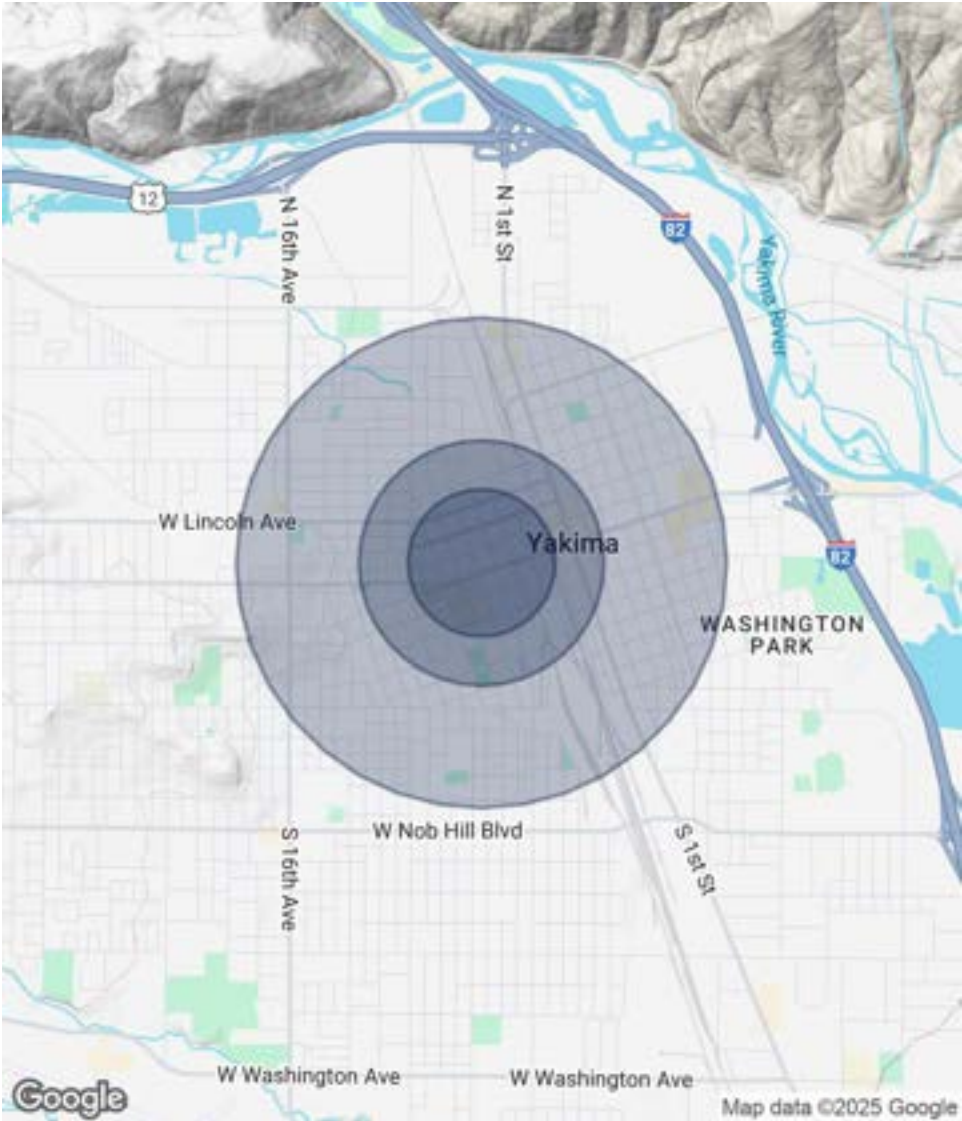 12
N 16th Ave
N 1st St
82
Yakima River
W Lincoln Ave
Yakima
82
WASHINGTON
PARK
W Nob Hill Blvd
S 16th Ave
S 1st St
W Washington Ave
W Washington Ave
Google
Map data ©2025 Google